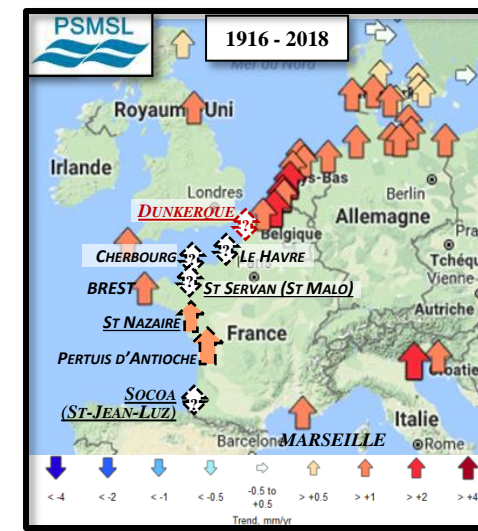 PSMSL
1916 - 2018
Mer du Nord
Royaume Uni
Irlande
Londres
ys-Bas
Berlin
DUNKERQUE
?
Belgique
Allemagne
Pra
CHERBOURG
?
?
LE HAVRE
Tchéqu
Vienne
BREST
?
ST SERVAN (ST MALO)
Autriche
ST NAZAIRE
France
PERTUIS D'ANTIOCHE
Croatie
SOCOA
(ST-JEAN-LUZ)
?
Italie
Barcelone
MARSEILLE
Rome
< -4
< -2
< -1
< -0.5
-0.5 to
+0.5
> +0.5
> +1
> +2
> +4
Trend, mm/yr